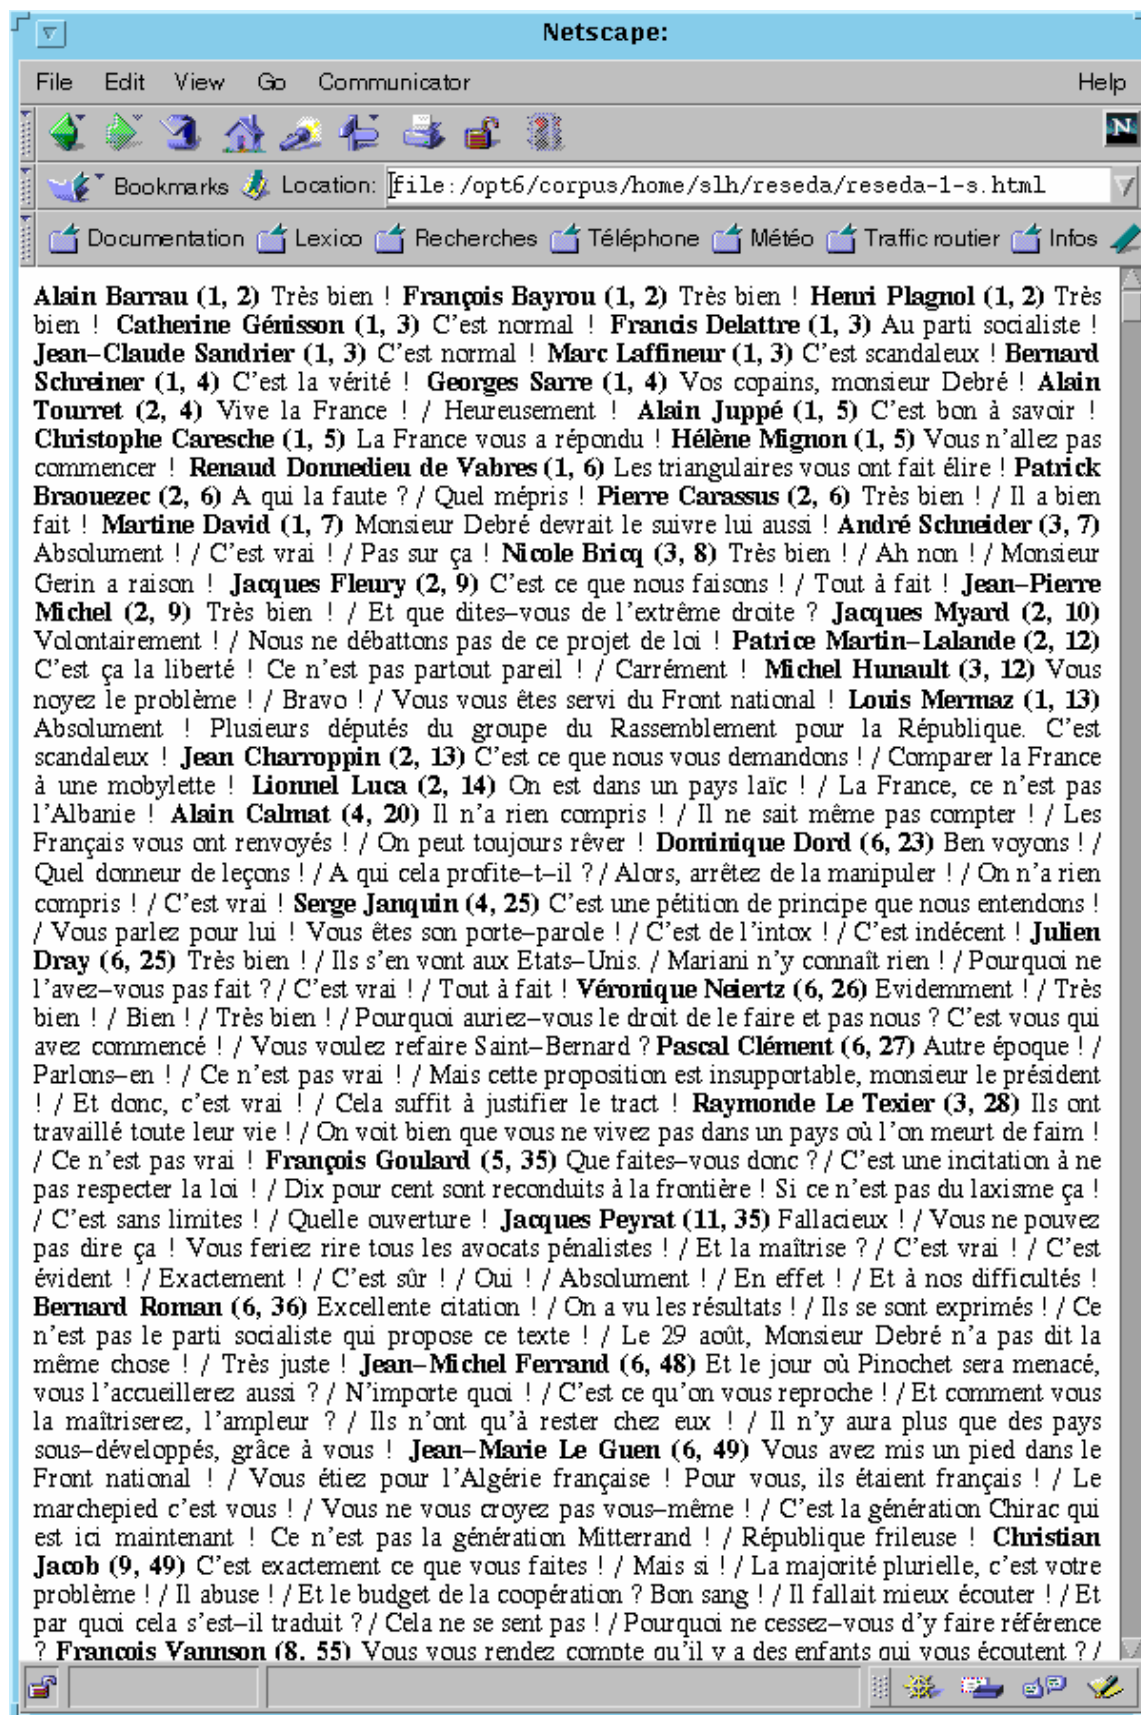 Netscape:
File Edit View Go Communicator Help
N
Bookmarks Location: file:/opt6/corpus/home/slh/reseda/reseda-1-s.html
Documentation Lexico Recherches Téléphone Météo Traffic routier Infos
Alain Barrau (1, 2) Très bien ! François Bayrou (1, 2) Très bien ! Henri Plagnol (1, 2) Très
bien ! Catherine Génisson (1, 3) C'est normal ! Francis Delattre (1, 3) Au parti socialiste !
Jean–Claude Sandrier (1, 3) C'est normal ! Marc Laffineur (1, 3) C'est scandaleux ! Bernard
Schreiner (1, 4) C'est la vérité ! Georges Sarre (1, 4) Vos copains, monsieur Debré ! Alain
Tourret (2, 4) Vive la France ! / Heureusement ! Alain Juppé (1, 5) C'est bon à savoir !
Christophe Caresche (1, 5) La France vous a répondu ! Hélène Mignon (1, 5) Vous n'allez pas
commencer ! Renaud Donnedieu de Vabres (1, 6) Les triangulaires vous ont fait élire ! Patrick
Braouezec (2, 6) A qui la faute ? / Quel mépris ! Pierre Carassus (2, 6) Très bien ! / Il a bien
fait ! Martine David (1, 7) Monsieur Debré devrait le suivre lui aussi ! André Schneider (3, 7)
Absolument ! / C'est vrai ! / Pas sur ça ! Nicole Bricq (3, 8) Très bien ! / Ah non ! / Monsieur
Gerin a raison ! Jacques Fleury (2, 9) C'est ce que nous faisons ! / Tout à fait ! Jean–Pierre
Michel (2, 9) Très bien ! / Et que dites–vous de l'extrême droite ? Jacques Myard (2, 10)
Volontairement ! / Nous ne débattons pas de ce projet de loi ! Patrice Martin–Lalande (2, 12)
C'est ça la liberté ! Ce n'est pas partout pareil ! / Carrément ! Michel Hunault (3, 12) Vous
noyez le problème ! / Bravo ! / Vous vous êtes servi du Front national ! Louis Mermaz (1, 13)
Absolument ! Plusieurs députés du groupe du Rassemblement pour la République. C'est
scandaleux ! Jean Charroppin (2, 13) C'est ce que nous vous demandons ! / Comparer la France
à une mobylette ! Lionnel Luca (2, 14) On est dans un pays laïc ! / La France, ce n'est pas
l'Albanie ! Alain Calmat (4, 20) Il n'a rien compris ! / Il ne sait même pas compter ! / Les
Français vous ont renvoyés ! / On peut toujours rêver ! Dominique Dord (6, 23) Ben voyons ! /
Quel donneur de leçons ! / A qui cela profite–t–il ? / Alors, arrêtez de la manipuler ! / On n'a rien
compris ! / C'est vrai ! Serge Janquin (4, 25) C'est une pétition de principe que nous entendons !
/ Vous parlez pour lui ! Vous êtes son porte–parole ! / C'est de l'intox ! / C'est indécent ! Julien
Dray (6, 25) Très bien ! / Ils s'en vont aux Etats–Unis. / Mariani n'y connaît rien ! / Pourquoi ne
l'avez–vous pas fait ? / C'est vrai ! / Tout à fait ! Véronique Neiertz (6, 26) Evidemment ! / Très
bien ! / Bien ! / Très bien ! / Pourquoi auriez–vous le droit de le faire et pas nous ? C'est vous qui
avez commencé ! / Vous voulez refaire Saint–Bernard ? Pascal Clément (6, 27) Autre époque ! /
Parlons–en ! / Ce n'est pas vrai ! / Mais cette proposition est insupportable, monsieur le président
! / Et donc, c'est vrai ! / Cela suffit à justifier le tract ! Raymonde Le Texier (3, 28) Ils ont
travaillé toute leur vie ! / On voit bien que vous ne vivez pas dans un pays où l'on meurt de faim !
/ Ce n'est pas vrai ! François Goulard (5, 35) Que faites–vous donc ? / C'est une incitation à ne
pas respecter la loi ! / Dix pour cent sont reconduits à la frontière ! Si ce n'est pas du laxisme ça !
/ C'est sans limites ! / Quelle ouverture ! Jacques Peyrat (11, 35) Fallacieux ! / Vous ne pouvez
pas dire ça ! Vous feriez rire tous les avocats pénalistes ! / Et la maîtrise ? / C'est vrai ! / C'est
évident ! / Exactement ! / C'est sûr ! / Oui ! / Absolument ! / En effet ! / Et à nos difficultés !
Bernard Roman (6, 36) Excellente citation ! / On a vu les résultats ! / Ils se sont exprimés ! / Ce
n'est pas le parti socialiste qui propose ce texte ! / Le 29 août, Monsieur Debré n'a pas dit la
même chose ! / Très juste ! Jean–Michel Ferrand (6, 48) Et le jour où Pinochet sera menacé,
vous l'accueillerez aussi ? / N'importe quoi ! / C'est ce qu'on vous reproche ! / Et comment vous
la maîtriserez, l'ampleur ? / Ils n'ont qu'à rester chez eux ! / Il n'y aura plus que des pays
sous–développés, grâce à vous ! Jean–Marie Le Guen (6, 49) Vous avez mis un pied dans le
Front national ! / Vous étiez pour l'Algérie française ! Pour vous, ils étaient français ! / Le
marchepied c'est vous ! / Vous ne vous croyez pas vous–même ! / C'est la génération Chirac qui
est ici maintenant ! Ce n'est pas la génération Mitterrand ! / République frileuse ! Christian
Jacob (9, 49) C'est exactement ce que vous faites ! / Mais si ! / La majorité plurielle, c'est votre
problème ! / Il abuse ! / Et le budget de la coopération ? Bon sang ! / Il fallait mieux écouter ! / Et
par quoi cela s'est–il traduit ? / Cela ne se sent pas ! / Pourquoi ne cessez–vous d'y faire référence
? François Vannson (8, 55) Vous vous rendez compte qu'il y a des enfants qui vous écoutent ? /